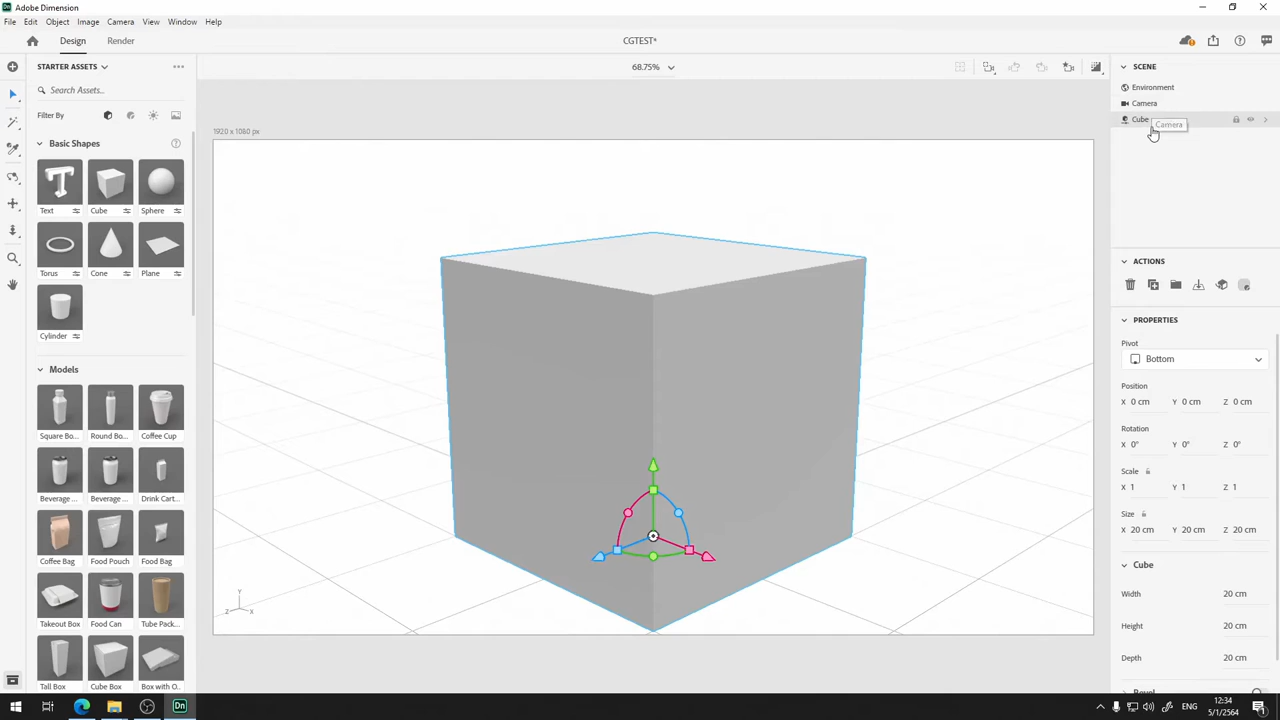 Adobe Dimension
File Edit Object Image Camera View Window Help
Design Render CGTEST*
STARTER ASSETS
68.75%
SCENE
Search Assets...
Environment
Camera
Cube
Camera
Filter By
1920 x 1080 px
Basic Shapes
Text Cube Sphere
Torus Cone Plane
Cylinder
ACTIONS
PROPERTIES
Pivot
Bottom
Position
X 0 cm Y 0 cm Z 0 cm
Rotation
X 0° Y 0° Z 0°
Scale
X 1 Y 1 Z 1
Size
X 20 cm Y 20 cm Z 20 cm
Cube
Width 20 cm
Height 20 cm
Depth 20 cm
Models
Square Bo... Round Bo... Coffee Cup
Beverage ... Beverage ... Drink Cart...
Coffee Bag Food Pouch Food Bag
Takeout Box Food Can Tube Pack...
Tall Box Cube Box Box with O...
Y
Z X
Dn
ENG
12:34
5/1/2564